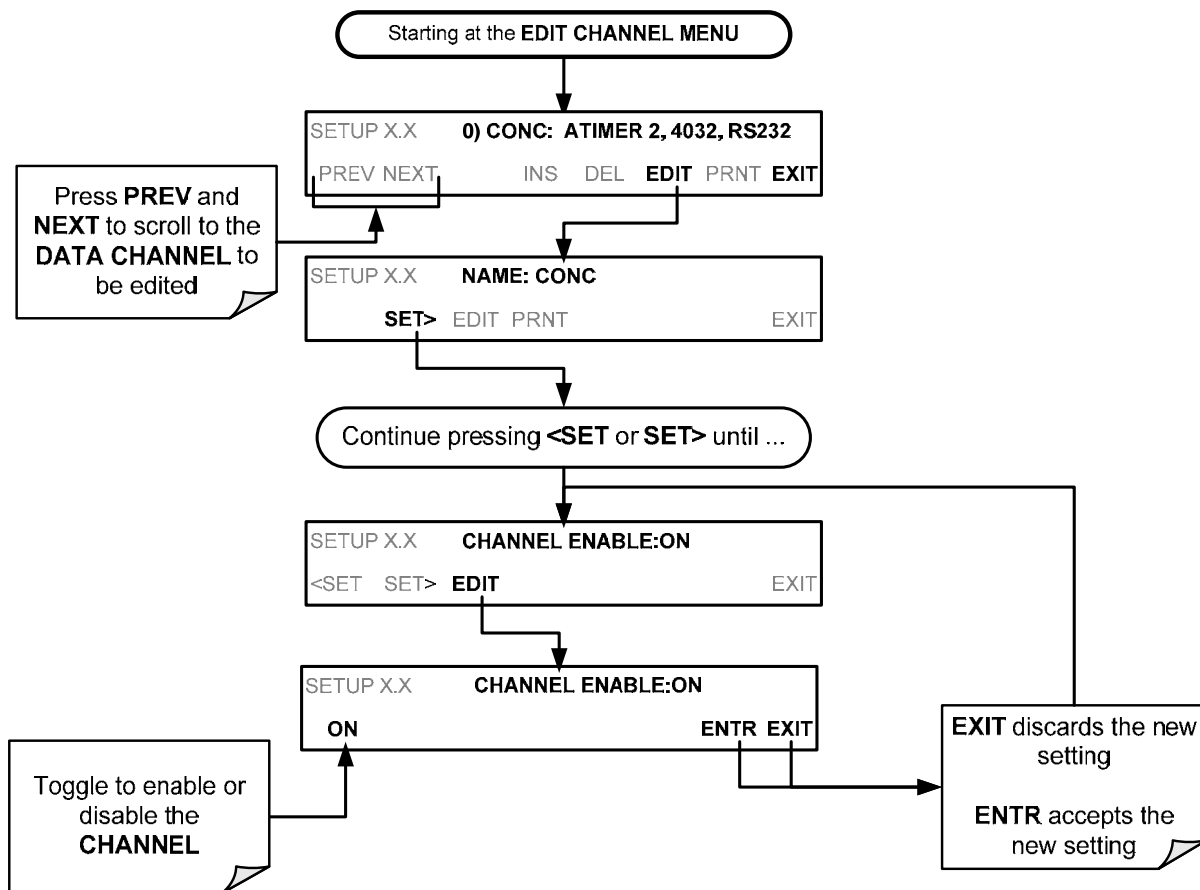 Starting at the EDIT CHANNEL MENU
SETUP X.X 0) CONC: ATIMER 2, 4032, RS232
PREV NEXT INS DEL EDIT PRNT EXIT
Press PREV and
NEXT to scroll to the
DATA CHANNEL to
be edited
SETUP X.X NAME: CONC
SET> EDIT PRNT EXIT
Continue pressing <SET or SET> until ...
SETUP X.X CHANNEL ENABLE:ON
<SET SET> EDIT EXIT
SETUP X.X CHANNEL ENABLE:ON
ON ENTR EXIT
Toggle to enable or
disable the
CHANNEL
EXIT discards the new
setting
ENTR accepts the
new setting